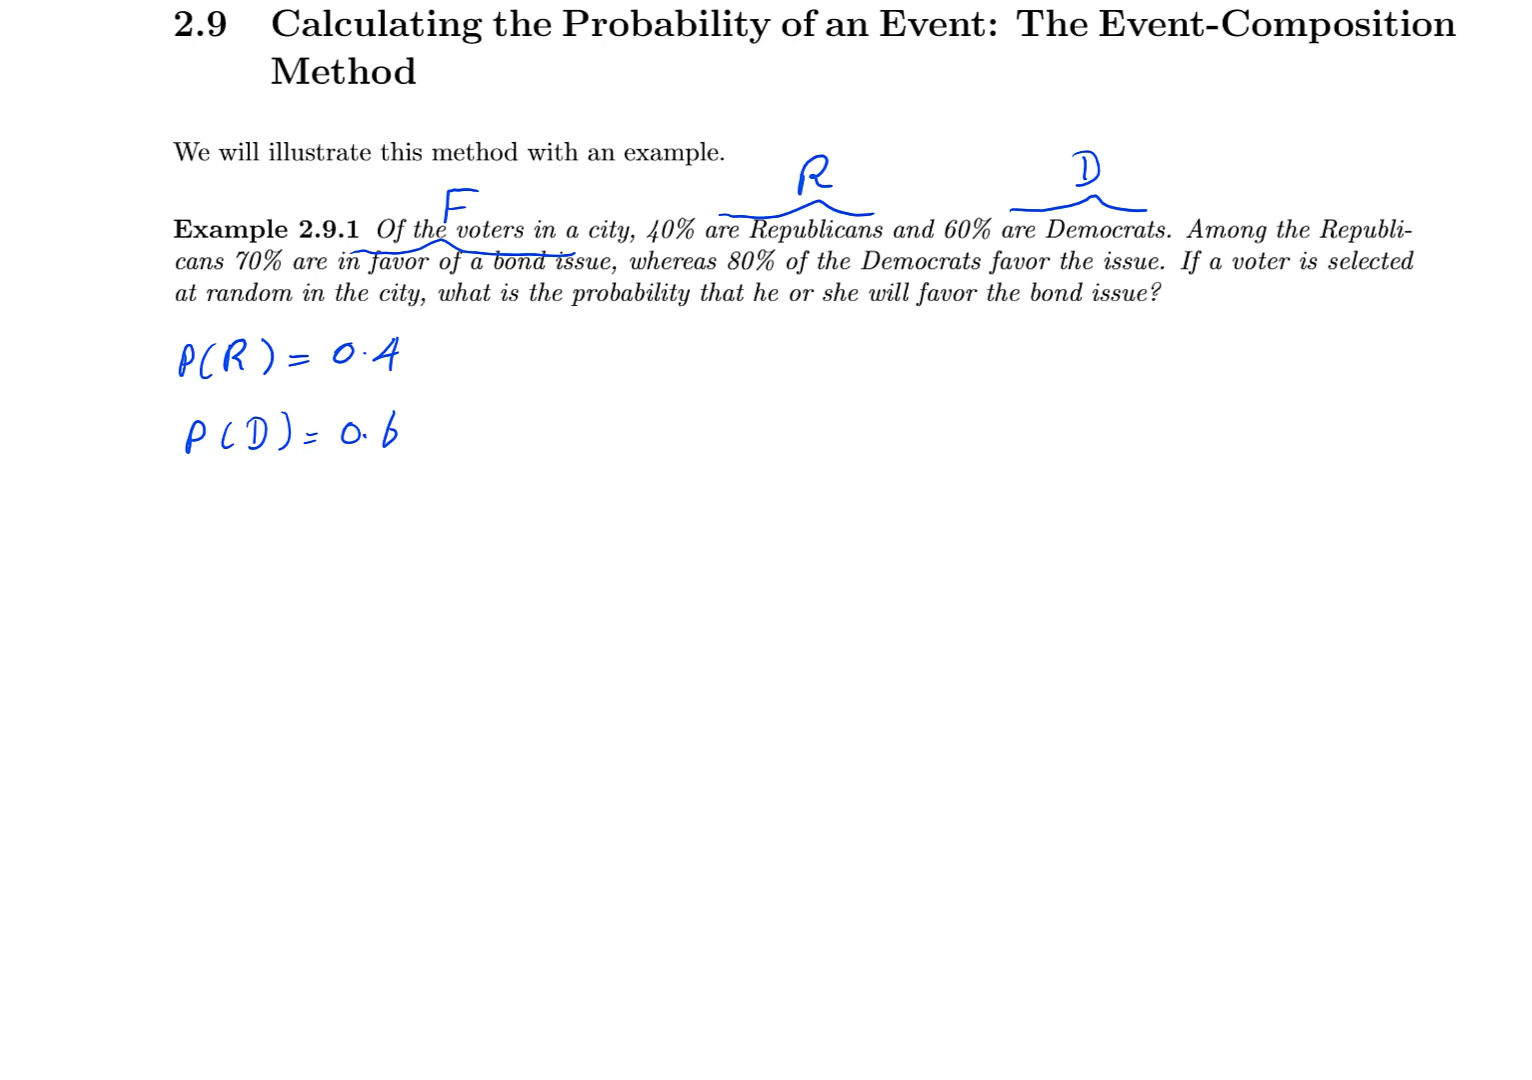 2.9 Calculating the Probability of an Event: The Event-Composition
Method
We will illustrate this method with an example.
R
D
F
Example 2.9.1 Of the voters in a city, 40% are Republicans and 60% are Democrats. Among the Republi-
cans 70% are in favor of a bond issue, whereas 80% of the Democrats favor the issue. If a voter is selected
at random in the city, what is the probability that he or she will favor the bond issue?
P(R) = 0.4
P(D) = 0.6